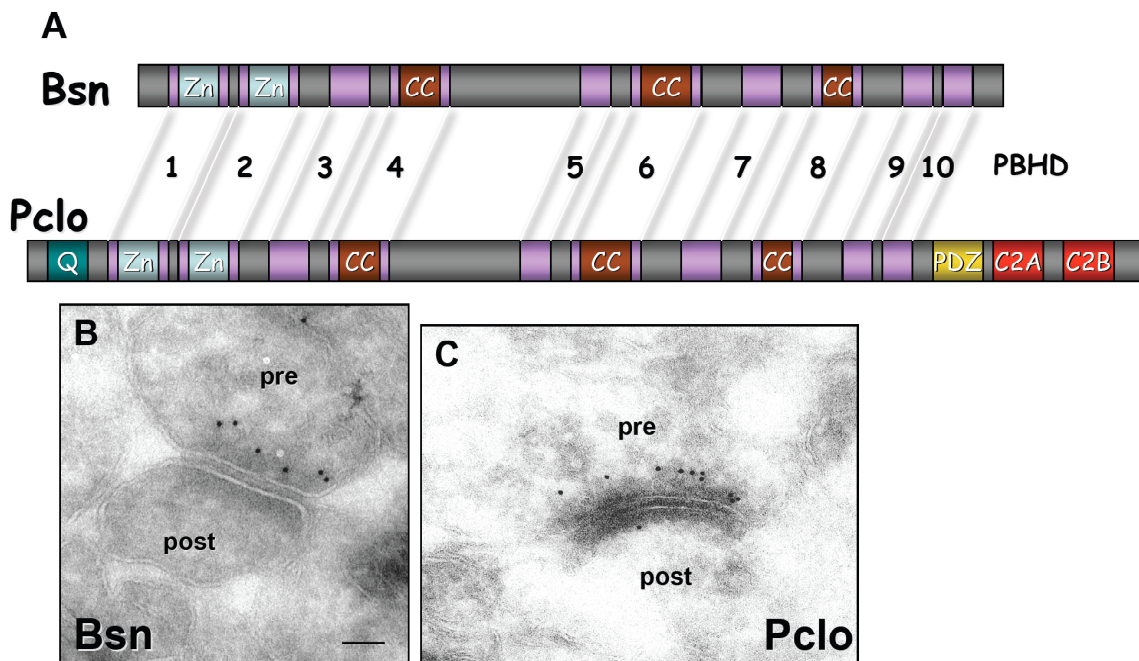 A
Bsn
Zn Zn CC CC CC
1 2 3 4 5 6 7 8 9 10 PBHD
Pclo
Q Zn Zn CC CC CC PDZ C2A C2B
B
pre
post
Bsn
C
pre
post
Pclo